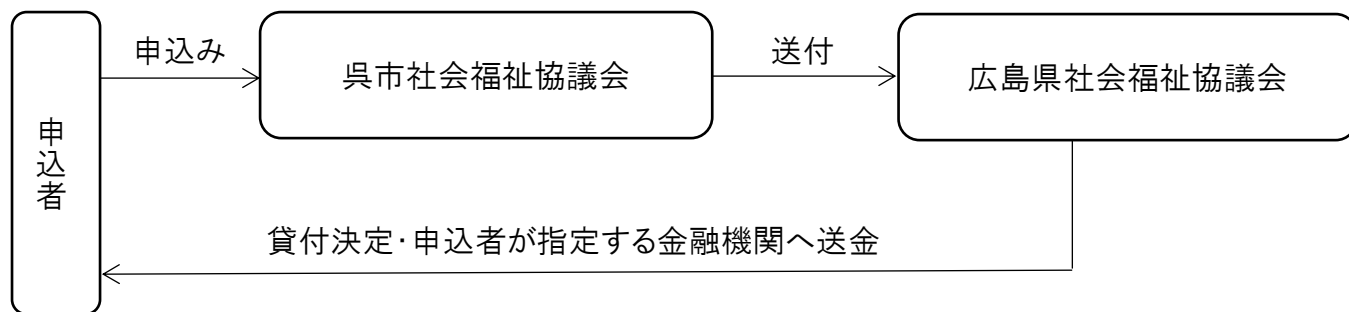 申込み
呉市社会福祉協議会
送付
広島県社会福祉協議会
申込者
貸付決定・申込者が指定する金融機関へ送金